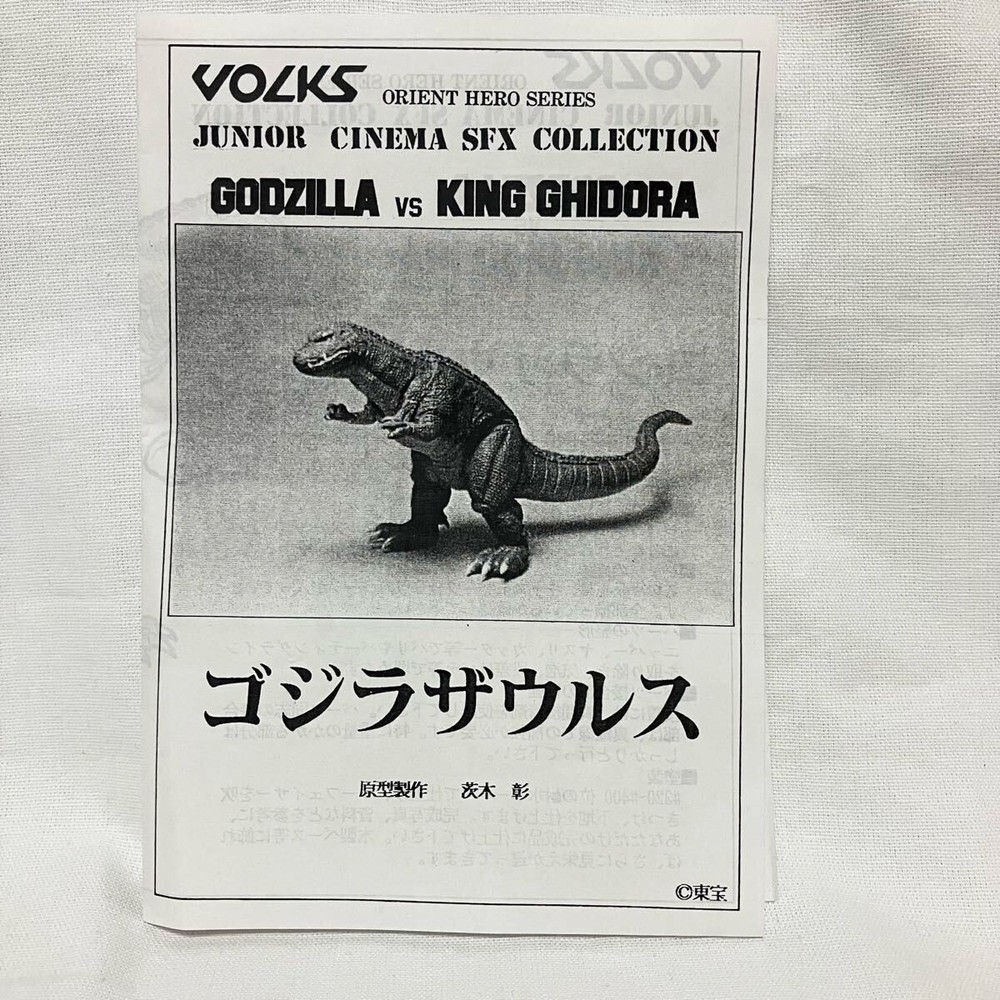 VOLKS
ORIENT HERO SERIES
JUNIOR CINEMA SFX COLLECTION
GODZILLA VS KING GHIDORA
ゴジラザウルス
原型製作 茨木 彰
©東宝